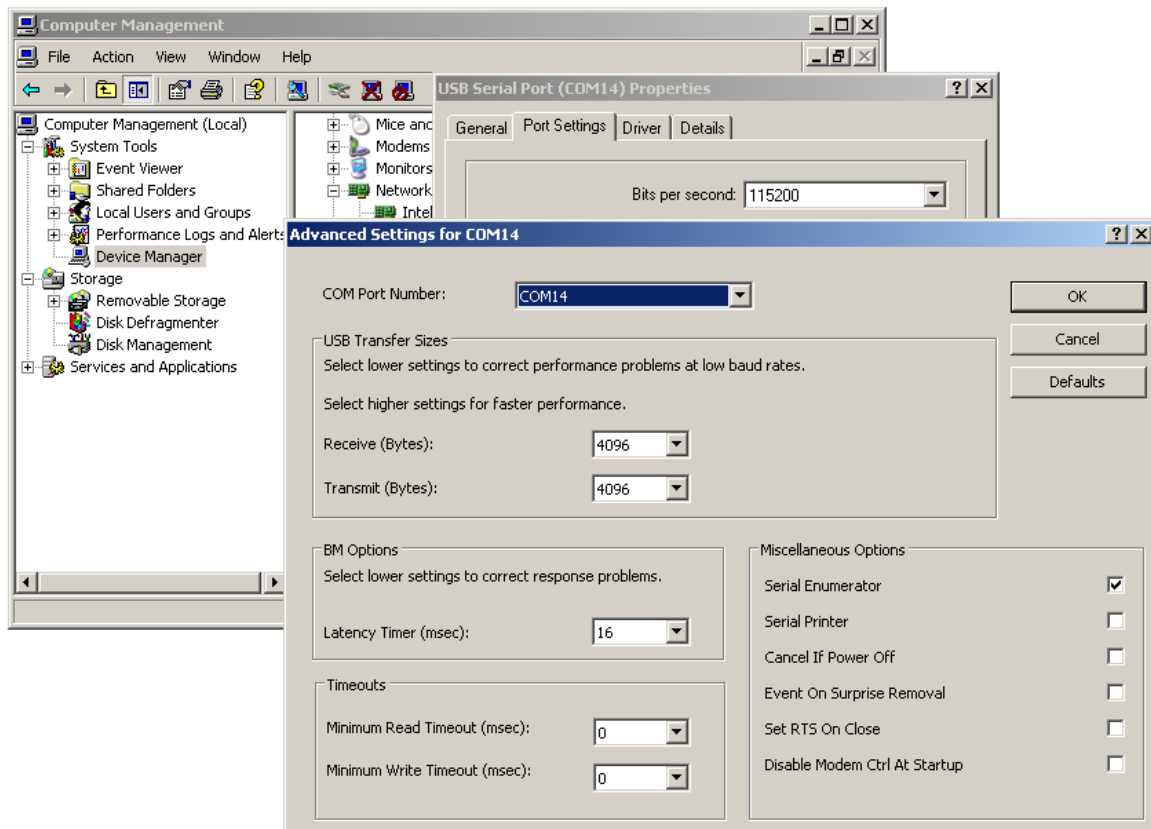 Computer Management
File Action View Window Help
USB Serial Port (COM14) Properties
Computer Management (Local)
System Tools
Event Viewer
Shared Folders
Local Users and Groups
Performance Logs and Alerts
Device Manager
Storage
Removable Storage
Disk Defragmenter
Disk Management
Services and Applications
Mice and
Modems
Monitors
Network
Intel
General Port Settings Driver Details
Bits per second: 115200
Advanced Settings for COM14
COM Port Number: COM14
OK
Cancel
Defaults
USB Transfer Sizes
Select lower settings to correct performance problems at low baud rates.
Select higher settings for faster performance.
Receive (Bytes): 4096
Transmit (Bytes): 4096
BM Options
Select lower settings to correct response problems.
Latency Timer (msec): 16
Timeouts
Minimum Read Timeout (msec): 0
Minimum Write Timeout (msec): 0
Miscellaneous Options
Serial Enumerator
Serial Printer
Cancel If Power Off
Event On Surprise Removal
Set RTS On Close
Disable Modem Ctrl At Startup